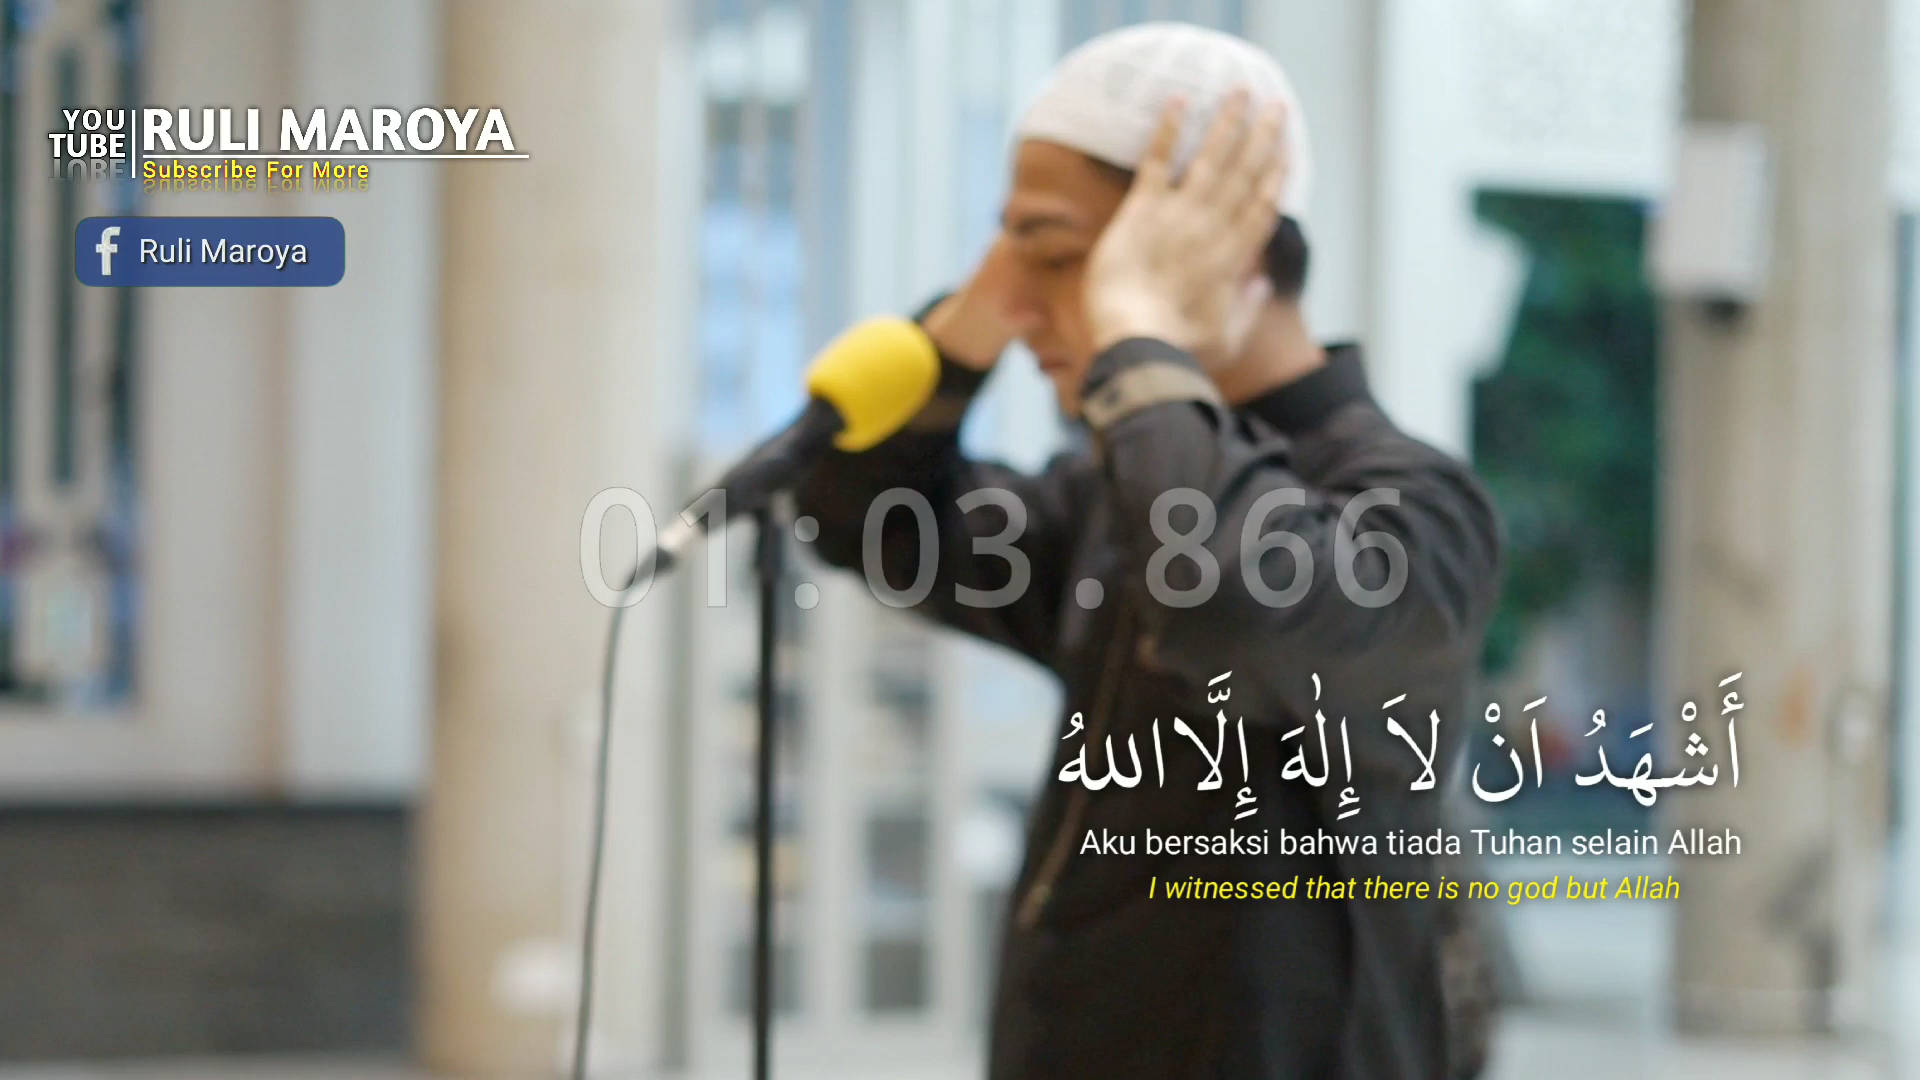 YOU
TUBE
RULI MAROYA
Subscribe For More
f Ruli Maroya
01:03.866
أَشْهَدُ اَنْ لاَ إِلٰهَ إِلَّااللهُ
Aku bersaksi bahwa tiada Tuhan selain Allah
I witnessed that there is no god but Allah